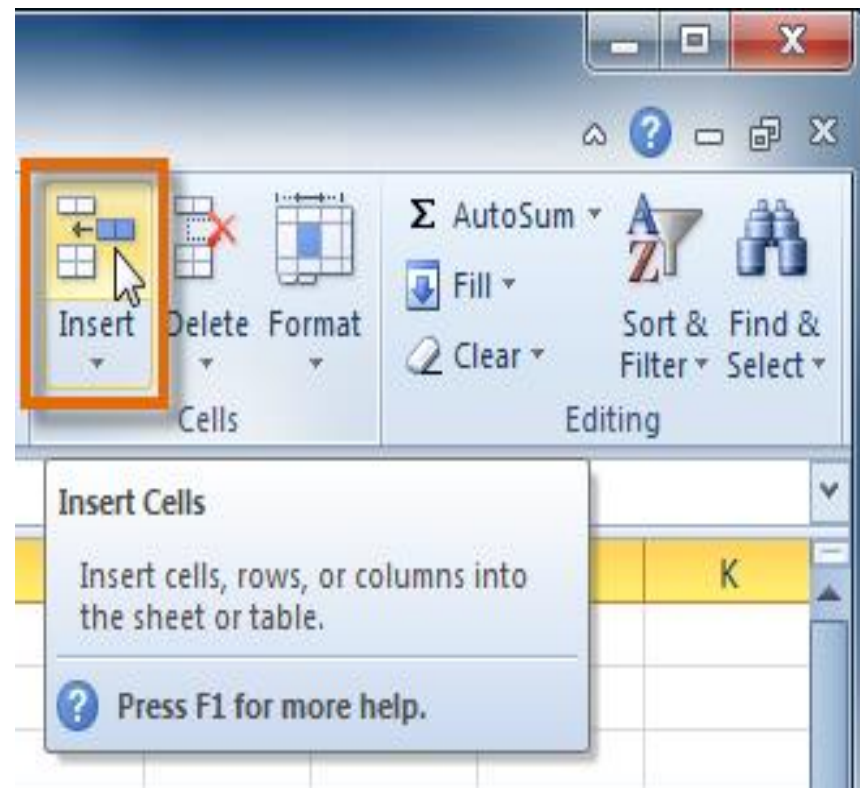 Σ AutoSum
Fill
Clear
Insert Delete Format
Sort & Filter
Find & Select
Cells
Editing
Insert Cells
Insert cells, rows, or columns into
the sheet or table.
Press F1 for more help.
K